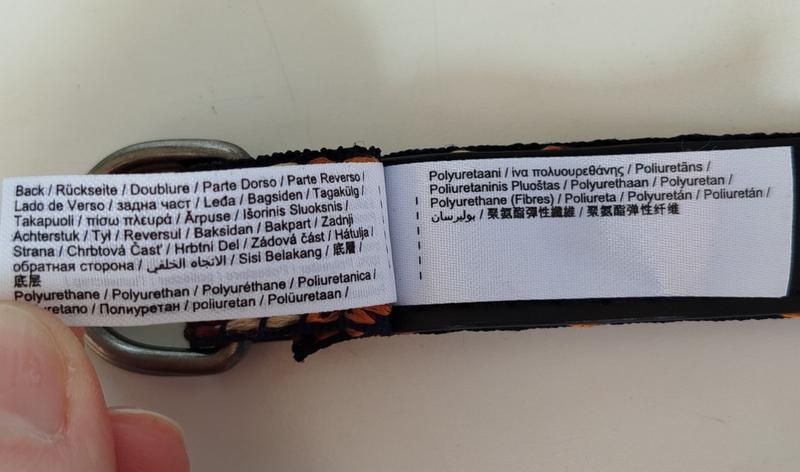 Back / Rückseite / Doublure / Parte Dorso / Parte Reverso /
Lado de Verso / задна част / Leđa / Bagsiden / Tagakülg /
Takapuoli / πίσω πλευρά / Ārpuse / Išorinis Sluoksnis /
Achterstuk / Tył / Reversul / Baksidan / Bakpart / Zadnji
Strana / Chrbtová Časť / Hrbtni Del / Zádová část / Hátulja /
обратная сторона / الاتجاه الخلفي / Sisi Belakang / 底層 /
底层
Polyurethane / Polyurethan / Polyuréthane / Poliuretanica /
/ Полиуретан / poliuretan / Polüuretaan /
Polyuretaani / ίνα πολυουρεθάνης / Poliuretāns /
Poliuretaninis Pluoštas / Polyurethaan / Polyuretan /
Polyurethane (Fibres) / Poliureta / Polyuretán / Poliuretán /
بوليرسان / 聚氨酯彈性纖維 / 聚氨酯弹性纤维